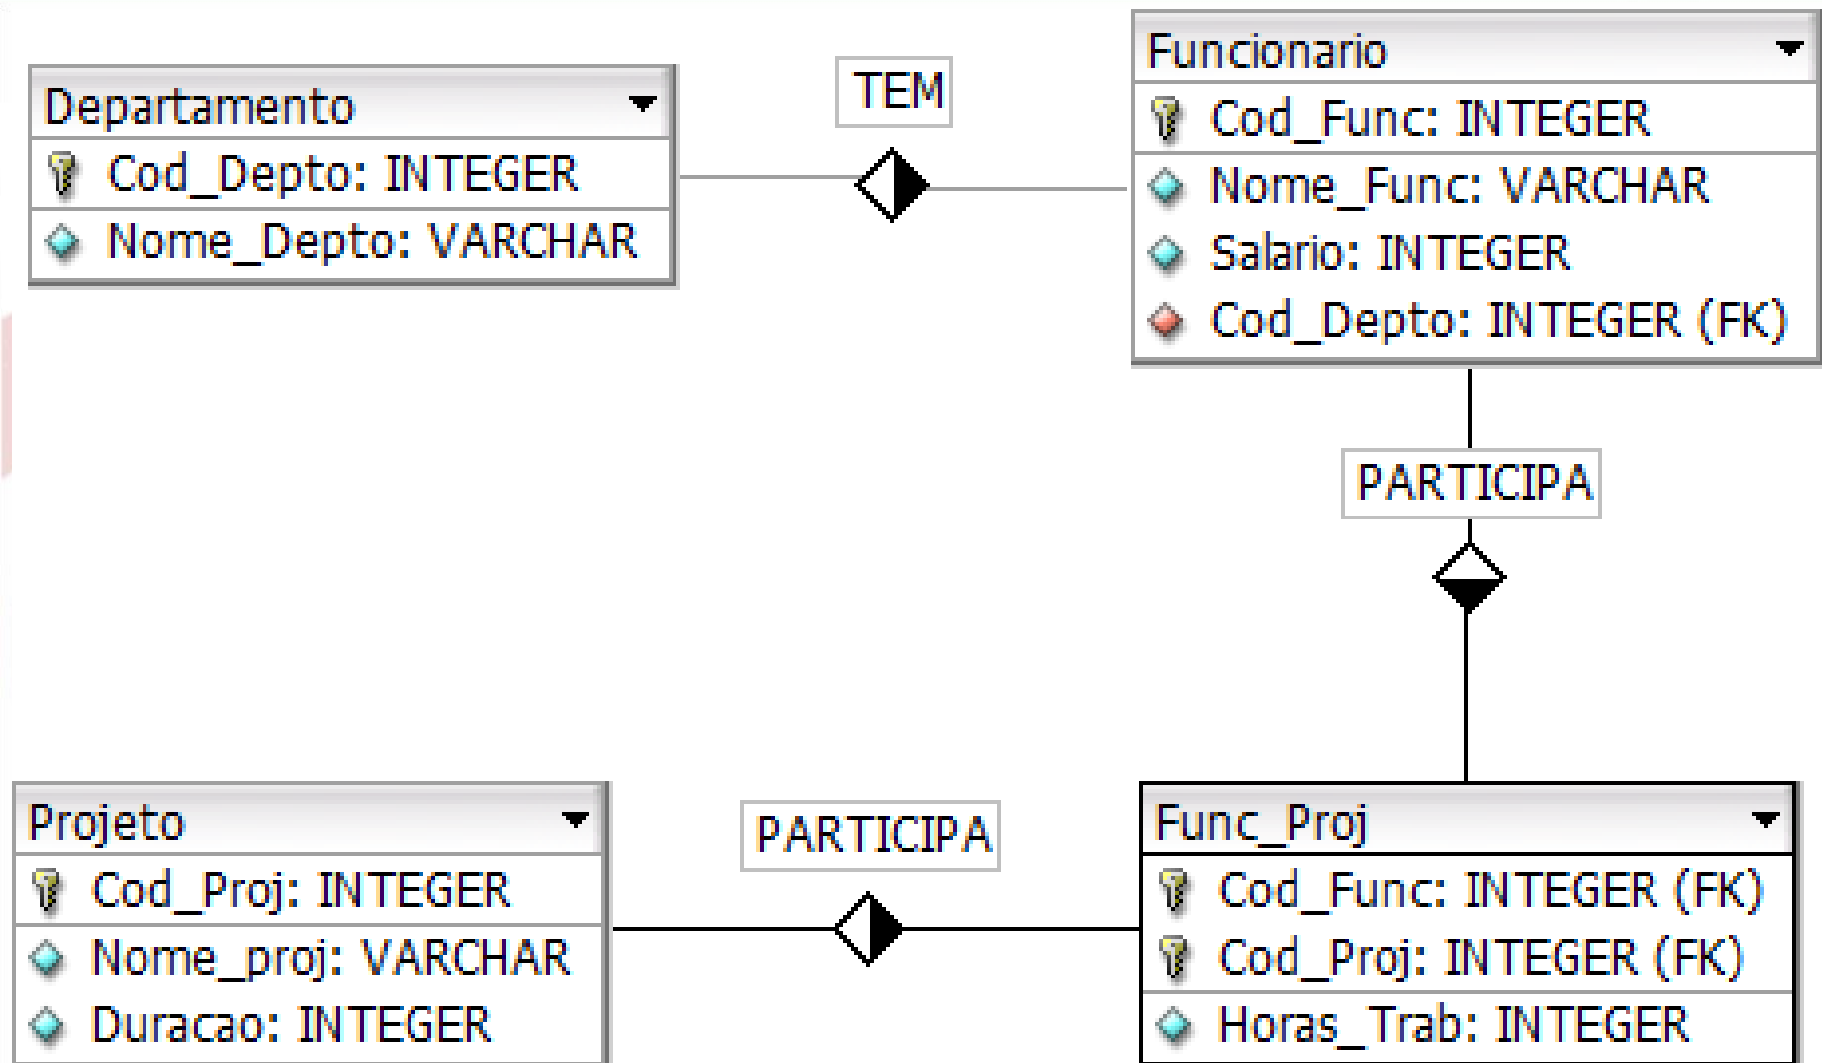 Departamento
Cod_Depto: INTEGER
Nome_Depto: VARCHAR
TEM
Funcionario
Cod_Func: INTEGER
Nome_Func: VARCHAR
Salario: INTEGER
Cod_Depto: INTEGER (FK)
PARTICIPA
Projeto
Cod_Proj: INTEGER
Nome_proj: VARCHAR
Duracao: INTEGER
PARTICIPA
Func_Proj
Cod_Func: INTEGER (FK)
Cod_Proj: INTEGER (FK)
Horas_Trab: INTEGER